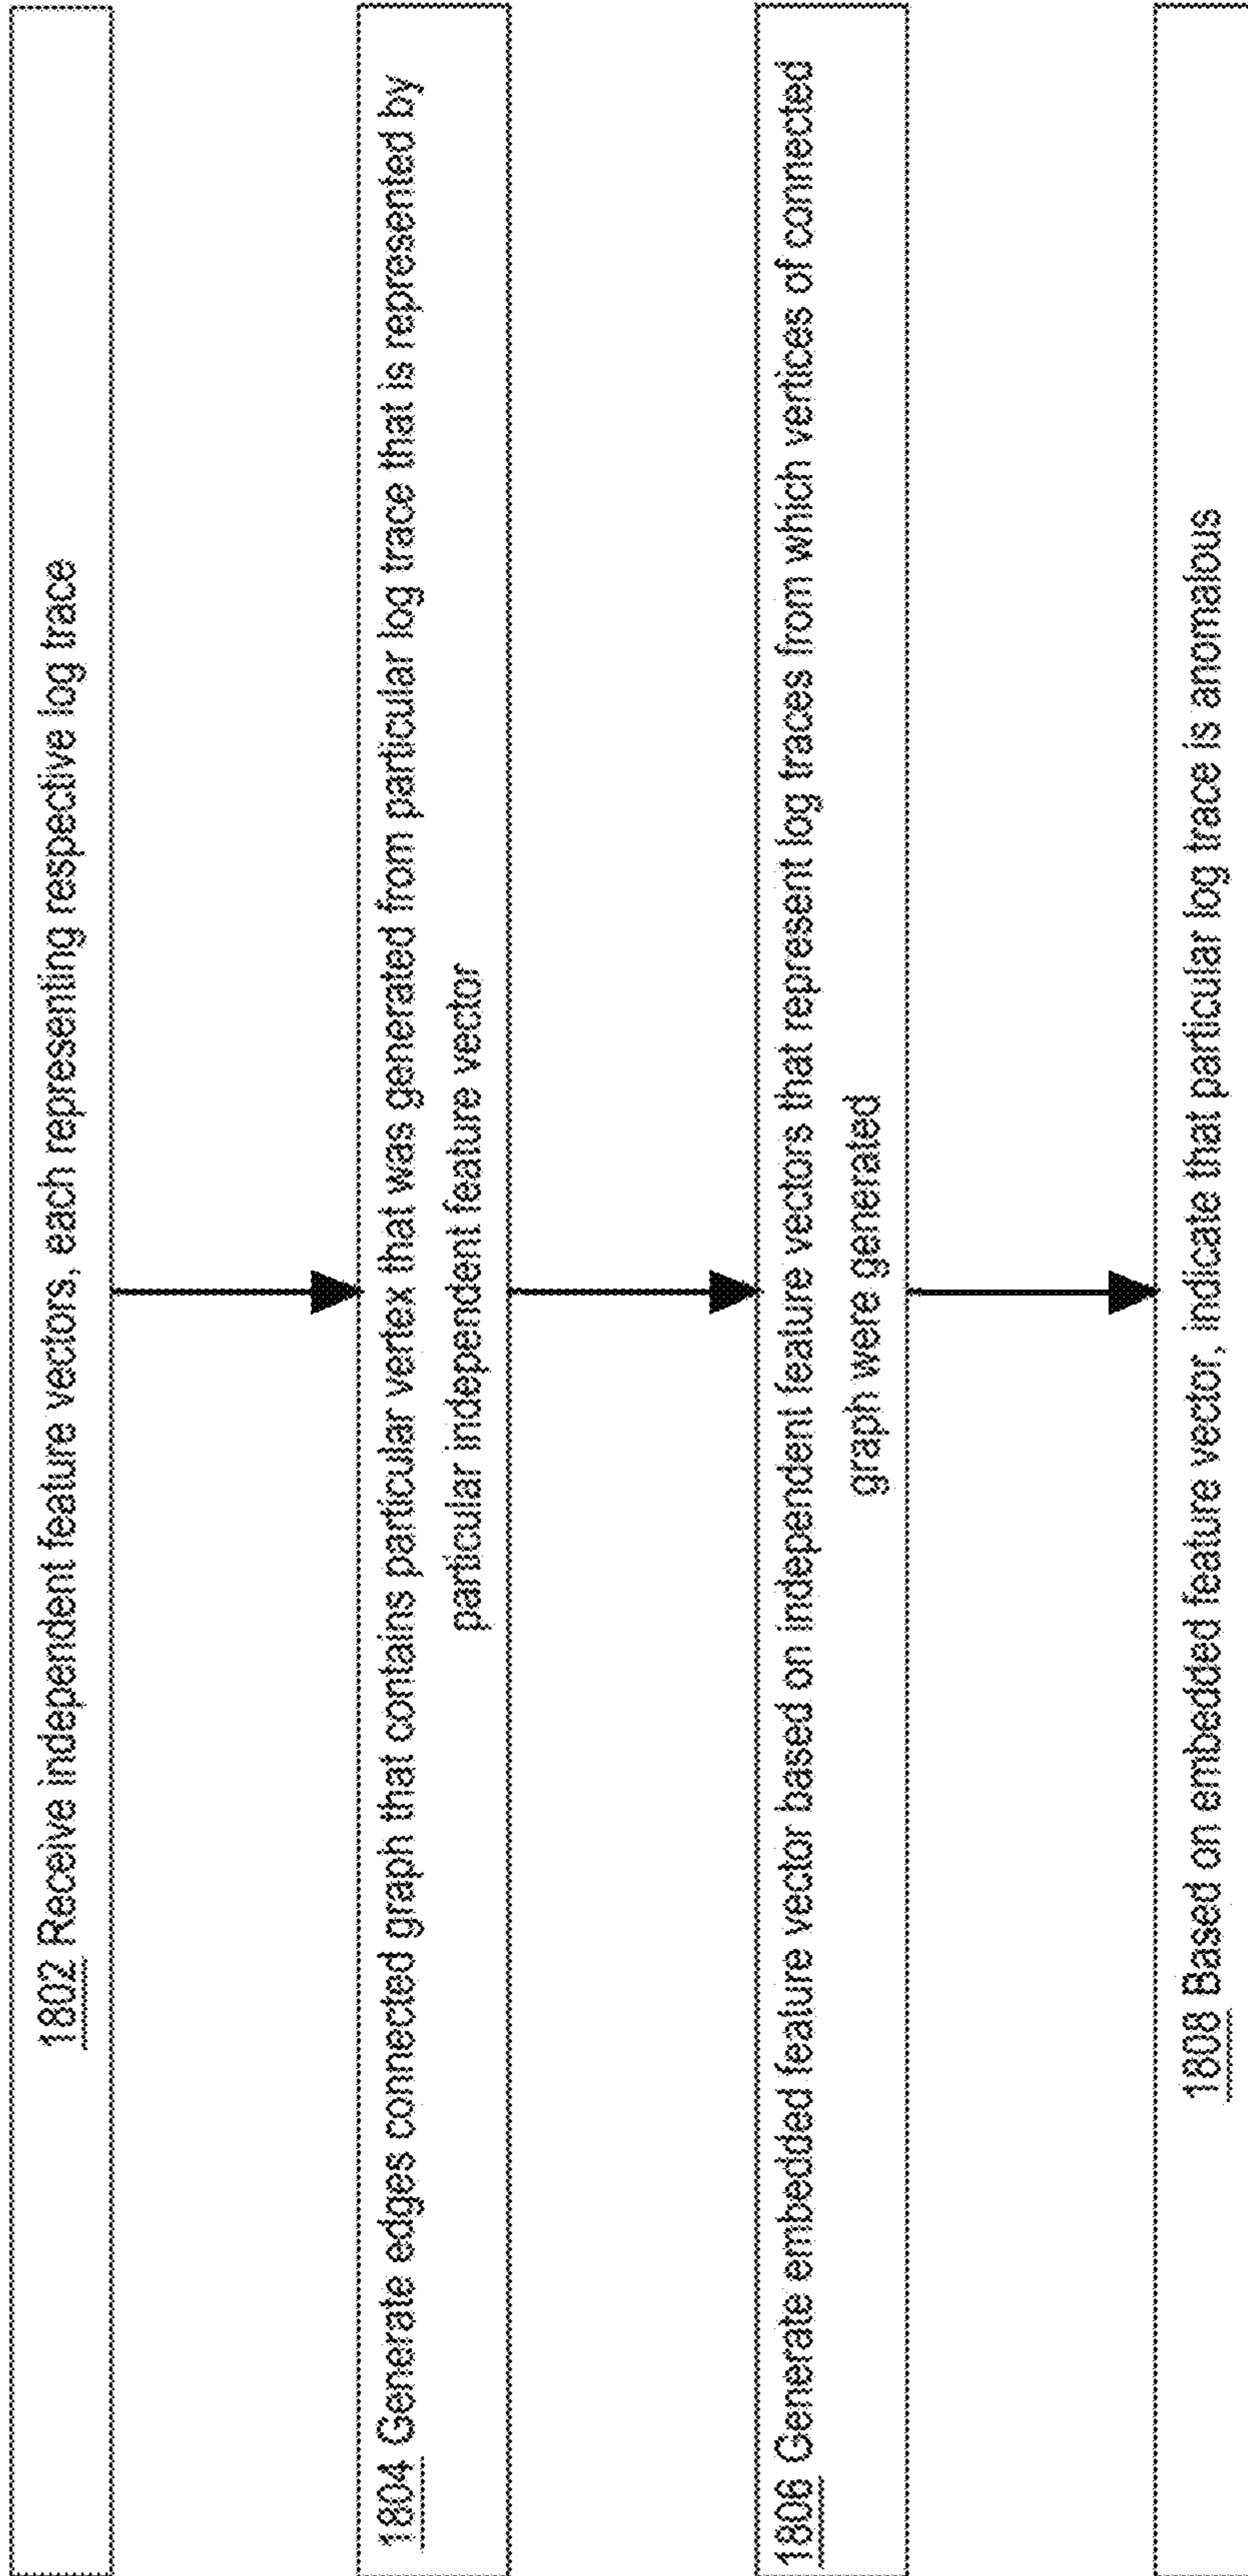 1802 Receive independent feature vectors, each representing respective log trace
1804 Generate edges connected graph that contains particular vertex that was generated from particular log trace that is represented by
particular independent feature vector
1806 Generate embedded feature vector based on independent feature vectors that represent log traces from which vertices of connected
graph were generated
1808 Based on embedded feature vector, indicate that particular log trace is anomalous